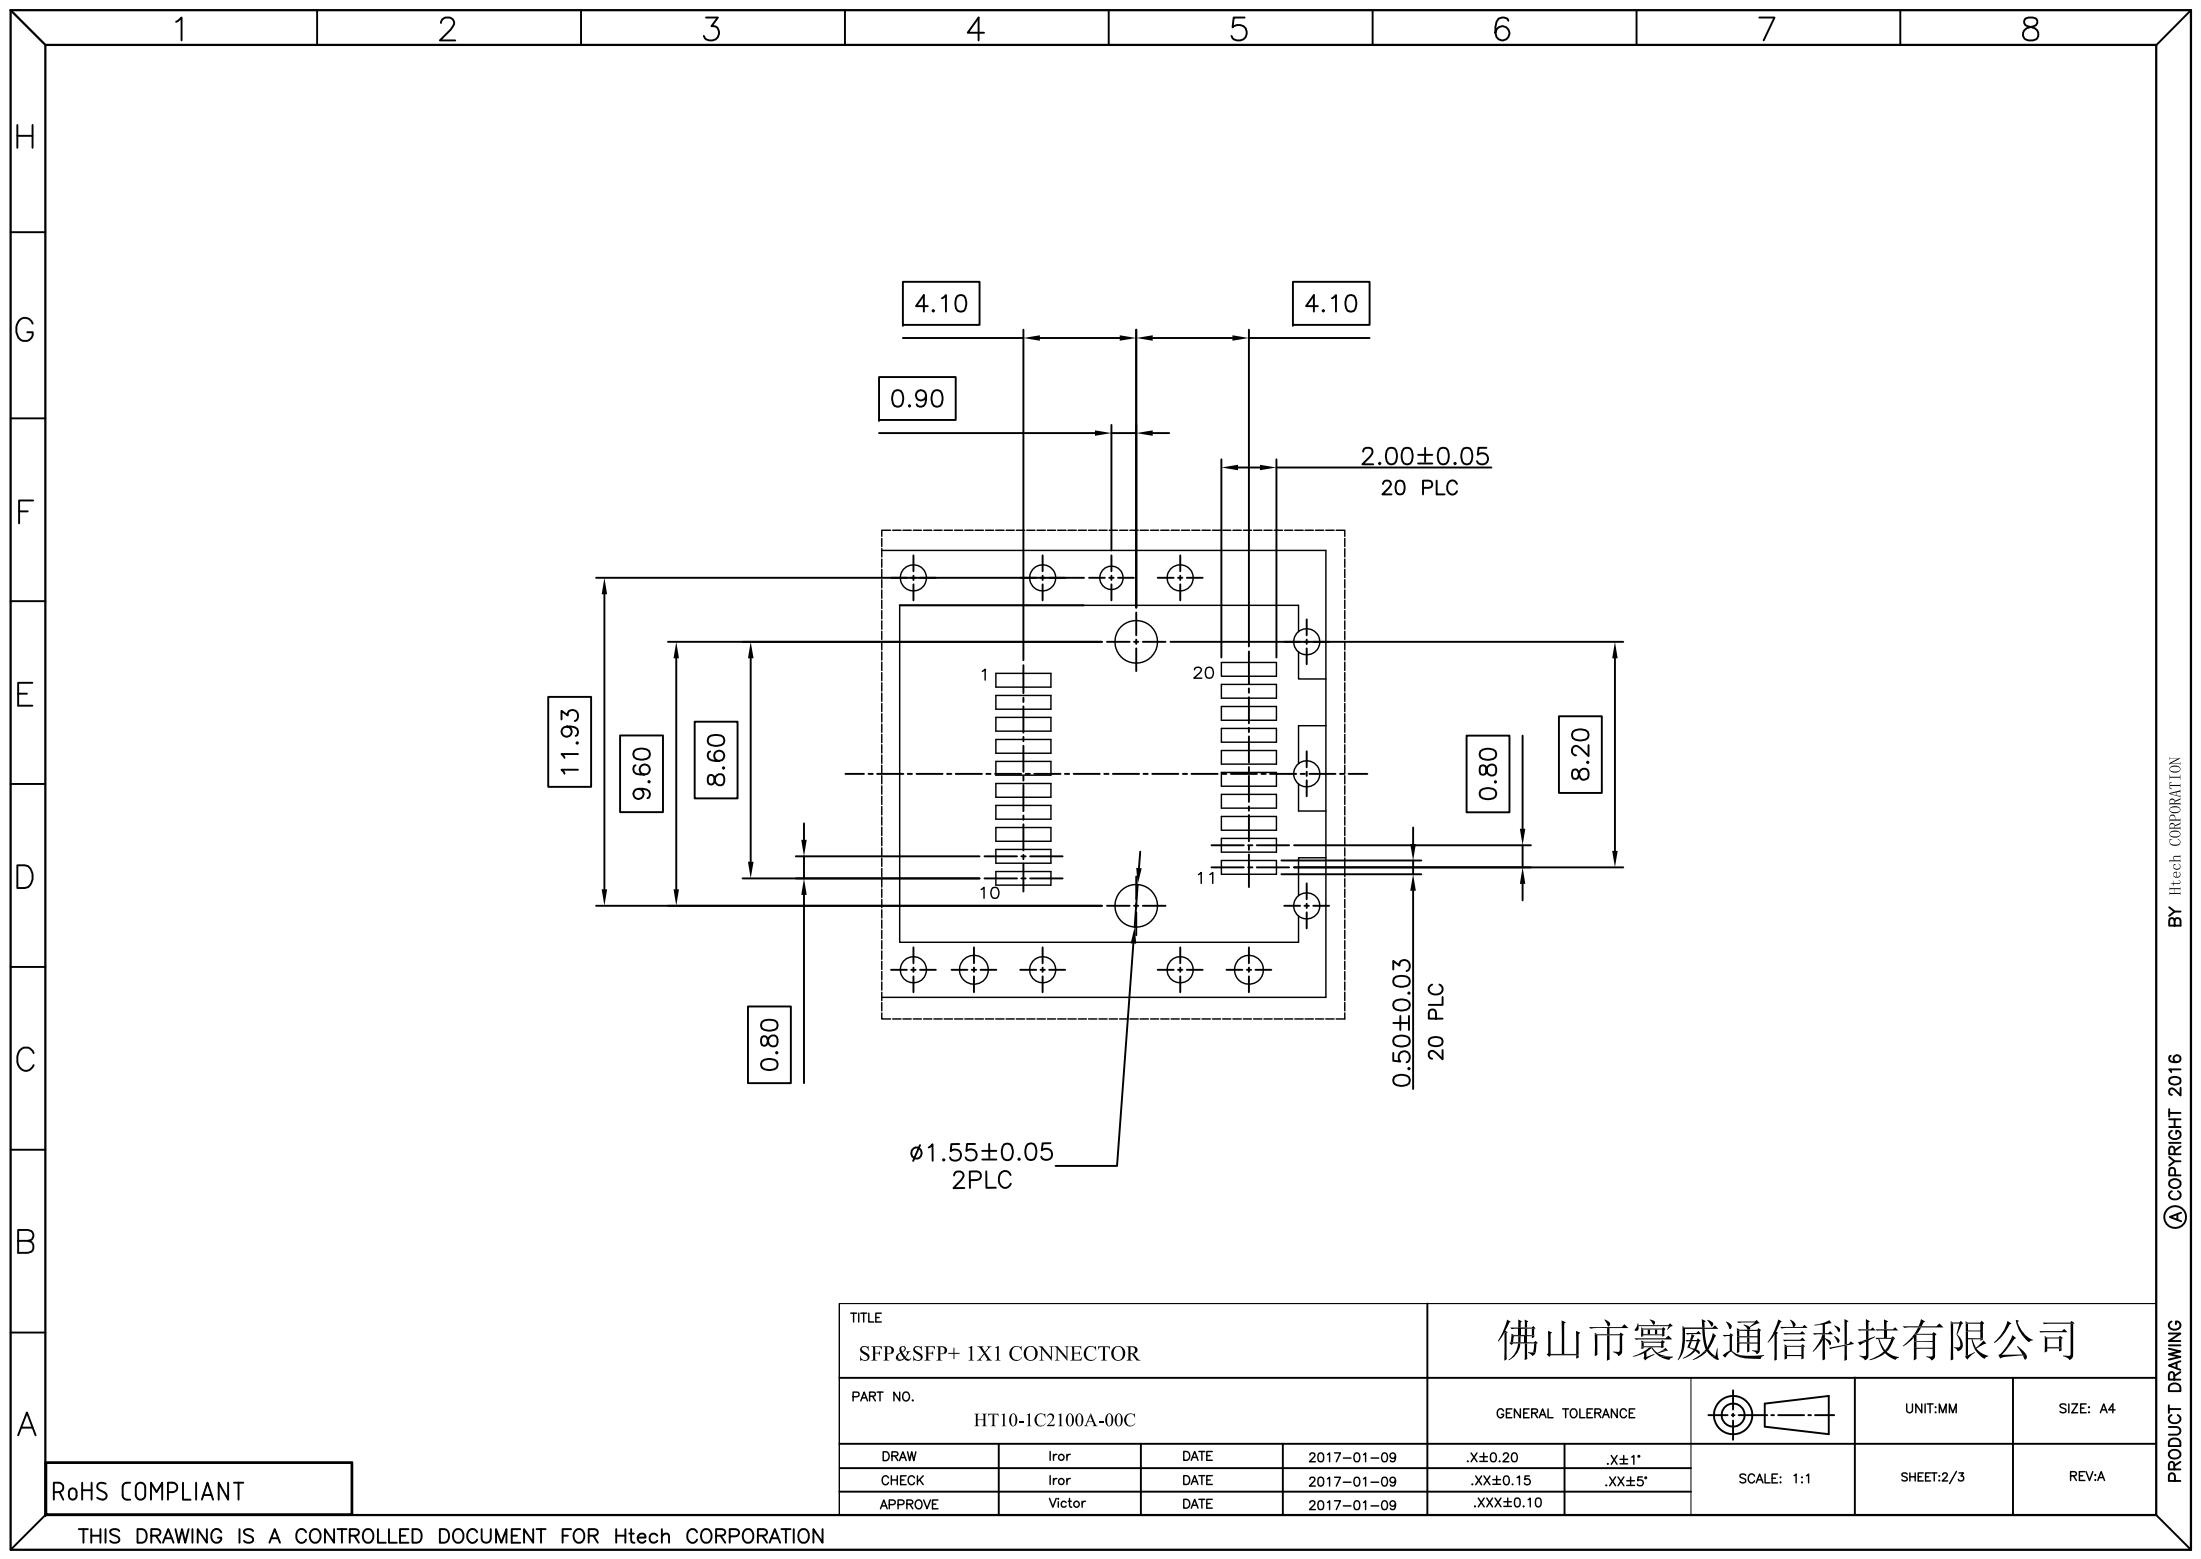 1 2 3 4 5 6 7 8
H
G
F
E
D
C
B
A
4.10 4.10
0.90
2.00±0.05
20 PLC
1
20
11.93
9.60
8.60
0.80
8.20
10
11
0.80
0.50±0.03
20 PLC
ø1.55±0.05
2PLC
TITLE
SFP&SFP+ 1X1 CONNECTOR
佛山市寰威通信科技有限公司
PART NO.
HT10-1C2100A-00C
GENERAL TOLERANCE
UNIT:MM
SIZE: A4
DRAW Iror DATE 2017-01-09 .X±0.20 .X±1°
CHECK Iror DATE 2017-01-09 .XX±0.15 .XX±5°
APPROVE Victor DATE 2017-01-09 .XXX±0.10
SCALE: 1:1
SHEET:2/3
REV:A
RoHS COMPLIANT
THIS DRAWING IS A CONTROLLED DOCUMENT FOR Htech CORPORATION
PRODUCT DRAWING Ⓐ COPYRIGHT 2016 BY Htech CORPORATION